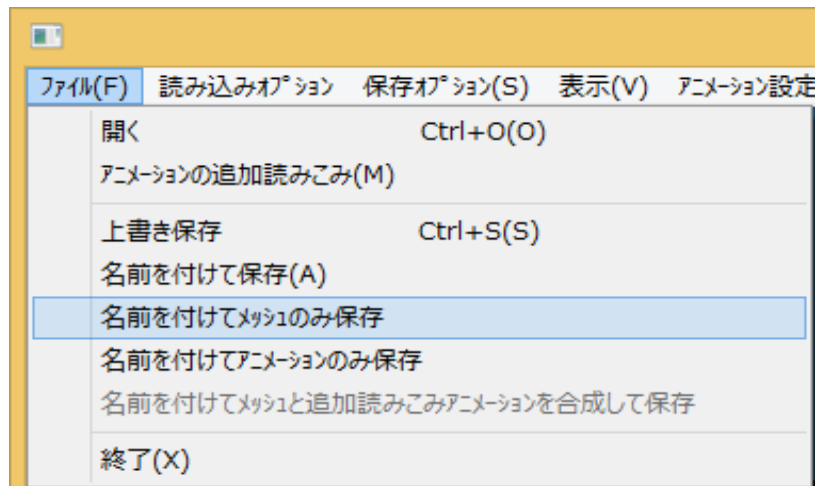 ﾌｧｲﾙ(F) 読み込みｵﾌﾟｼｮﾝ 保存ｵﾌﾟｼｮﾝ(S) 表示(V) ｱﾆﾒｰｼｮﾝ設定
開く Ctrl+O(O)
ｱﾆﾒｰｼｮﾝの追加読みこみ(M)
上書き保存 Ctrl+S(S)
名前を付けて保存(A)
名前を付けてﾒｯｼｭのみ保存
名前を付けてｱﾆﾒｰｼｮﾝのみ保存
名前を付けてﾒｯｼｭと追加読みこみｱﾆﾒｰｼｮﾝを合成して保存
終了(X)